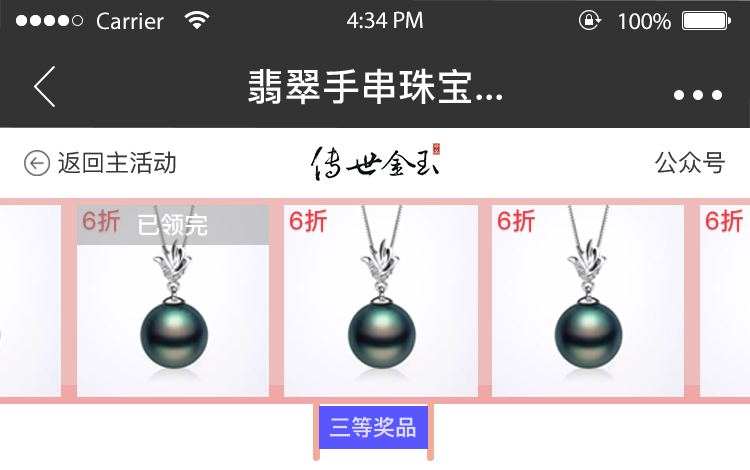 Carrier 4:34 PM 100%
翡翠手串珠宝...
返回主活动 传世金玉 公众号
6折 已领完 6折 6折 6折
三等奖品